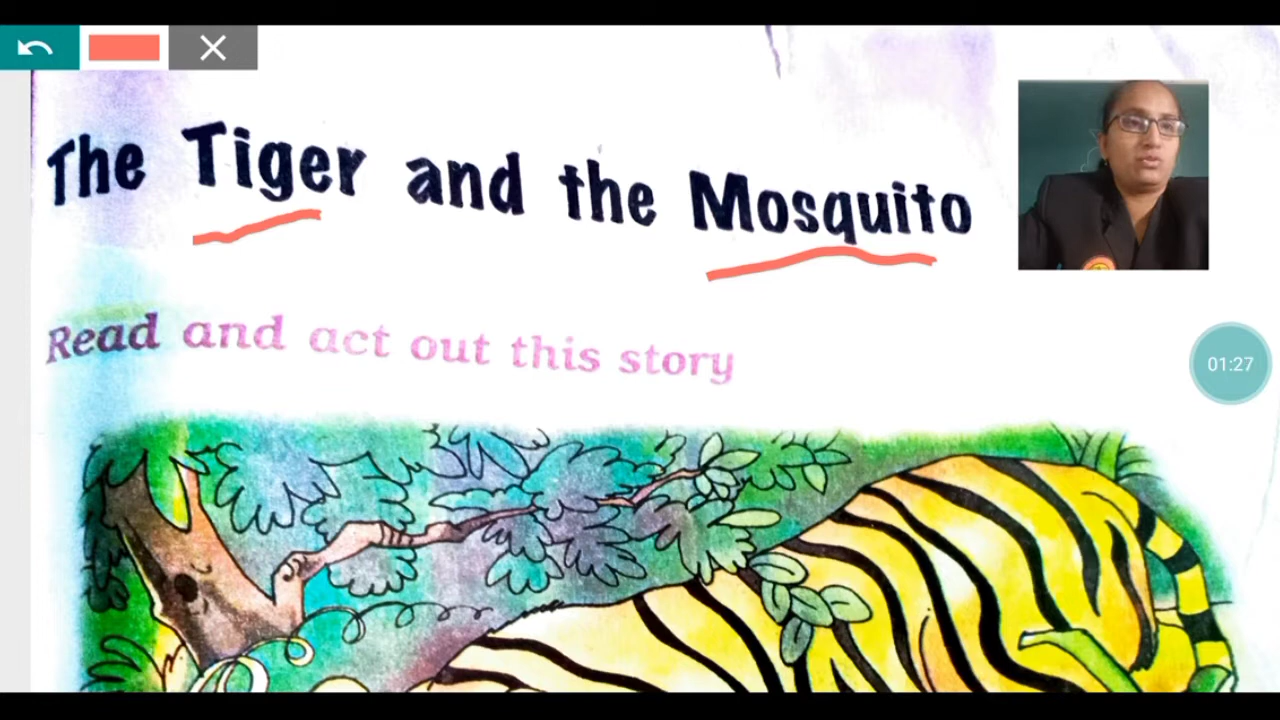 The Tiger and the Mosquito
Read and act out this story
01:27